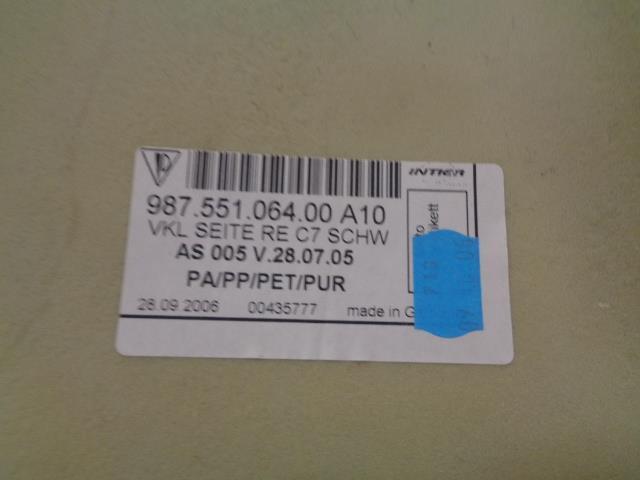 INTIER
987.551.064.00 A10
VKL SEITE RE C7 SCHW
AS 005 V.28.07.05
PA/PP/PET/PUR
28.09.2006 00435777 made in G